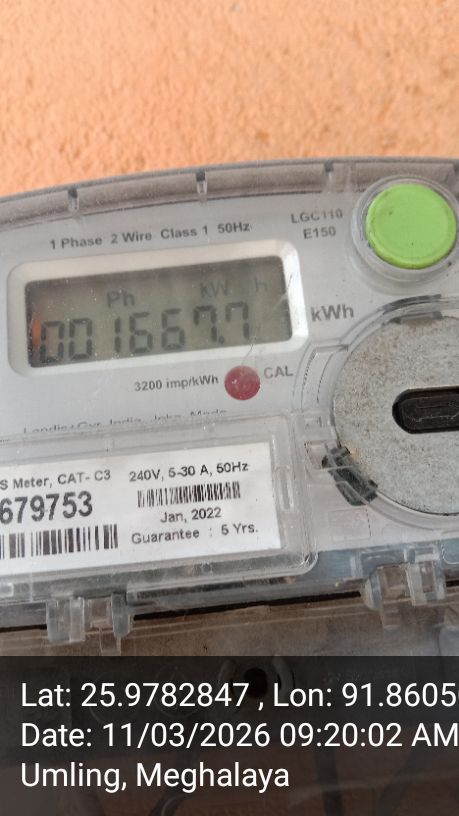 1 Phase 2 Wire Class 1 50Hz
LGC110
E150
Ph kW h
001667.7
kWh
3200 imp/kWh
CAL
S Meter, CAT- C3
679753
240V, 5-30 A, 50Hz
Jan, 2022
Guarantee : 5 Yrs.
Lat: 25.9782847 , Lon: 91.8605
Date: 11/03/2026 09:20:02 AM
Umling, Meghalaya